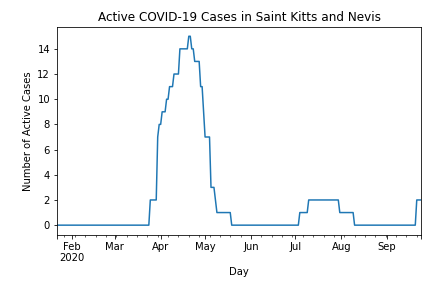 Active COVID-19 Cases in Saint Kitts and Nevis
Number of Active Cases
14
12
10
8
6
4
2
0
Feb Mar Apr May Jun Jul Aug Sep
2020
Day